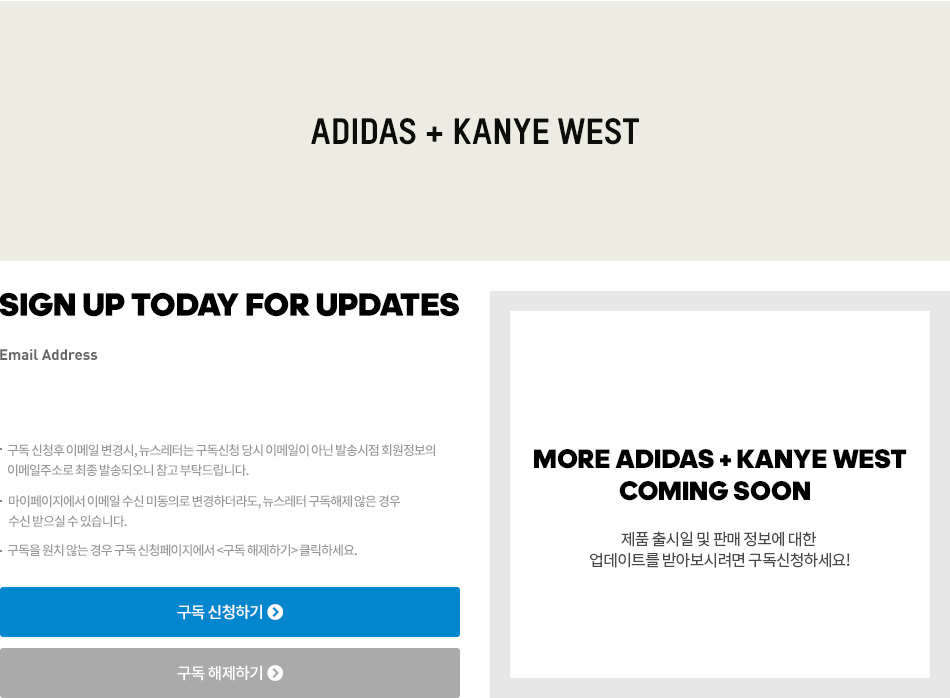 ADIDAS + KANYE WEST
SIGN UP TODAY FOR UPDATES
Email Address
· 구독 신청후 이메일 변경시, 뉴스레터는 구독신청 당시 이메일이 아닌 발송시점 회원정보의
이메일주소로 최종 발송되오니 참고 부탁드립니다.
· 마이페이지에서 이메일 수신 미동의로 변경하더라도, 뉴스레터 구독해제 않은 경우
수신 받으실 수 있습니다.
· 구독을 원치 않는 경우 구독 신청페이지에서 <구독 해제하기> 클릭하세요.
구독 신청하기
구독 해제하기
MORE ADIDAS + KANYE WEST
COMING SOON
제품 출시일 및 판매 정보에 대한
업데이트를 받아보시려면 구독신청하세요!